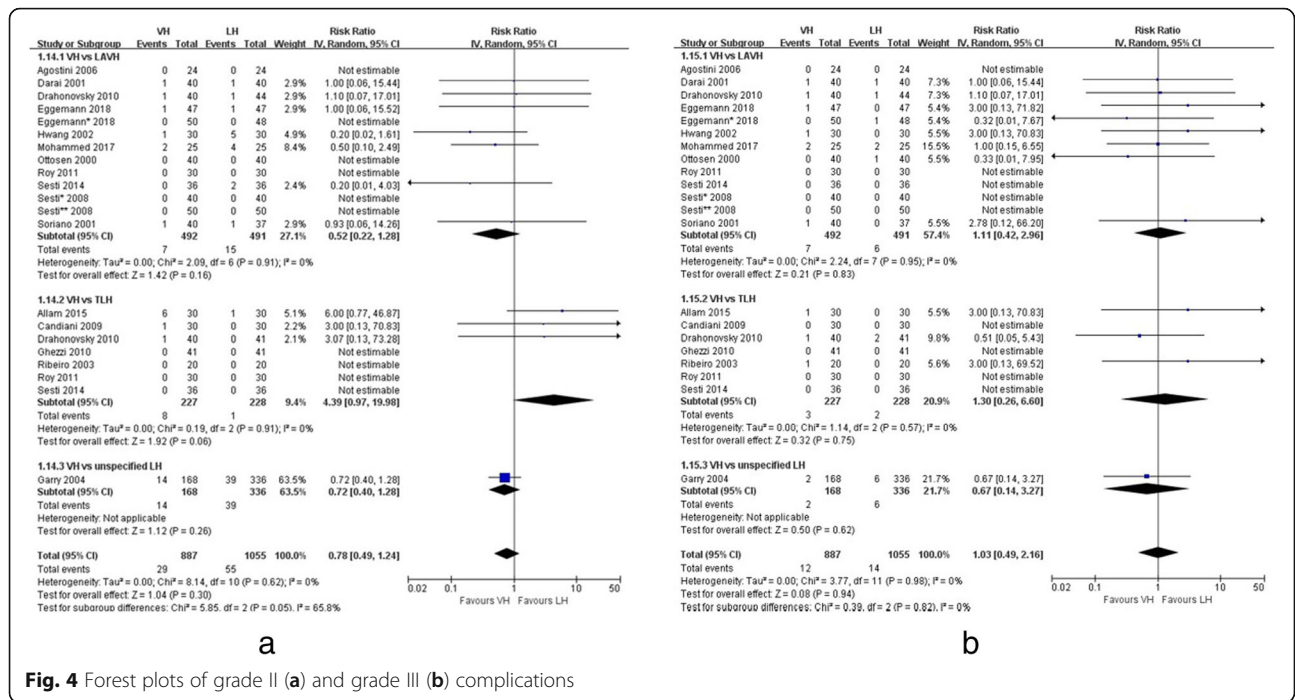 VH LH Risk Ratio Risk Ratio
Study or Subgroup Events Total Events Total Weight IV, Random, 95% CI IV, Random, 95% CI
1.14.1 VH vs LAVH
Agostini 2006 0 24 0 24 Not estimable
Darai 2001 1 40 1 40 2.9% 1.00 [0.06, 15.44]
Drahonovsky 2010 1 40 1 44 2.9% 1.10 [0.07, 17.01]
Eggemann 2018 1 47 1 47 2.9% 1.00 [0.06, 15.52]
Eggemann* 2018 0 50 0 48 Not estimable
Hwang 2002 1 30 5 30 4.9% 0.20 [0.02, 1.61]
Mohammed 2017 2 25 4 25 8.4% 0.50 [0.10, 2.49]
Ottosen 2000 0 40 0 40 Not estimable
Roy 2011 0 30 0 30 Not estimable
Sesti 2014 0 36 2 36 2.4% 0.20 [0.01, 4.03]
Sesti* 2008 0 40 0 40 Not estimable
Sesti** 2008 0 50 0 50 Not estimable
Soriano 2001 1 40 1 37 2.9% 0.93 [0.06, 14.26]
Subtotal (95% CI) 492 491 27.1% 0.52 [0.22, 1.28]
Total events 7 15
Heterogeneity: Tau² = 0.00; Chi² = 2.09, df = 6 (P = 0.91); I² = 0%
Test for overall effect: Z = 1.42 (P = 0.16)
1.14.2 VH vs TLH
Allam 2015 6 30 1 30 5.1% 6.00 [0.77, 46.87]
Candiani 2009 1 30 0 30 2.2% 3.00 [0.13, 70.83]
Drahonovsky 2010 1 40 0 41 2.1% 3.07 [0.13, 73.28]
Ghezzi 2010 0 41 0 41 Not estimable
Ribeiro 2003 0 20 0 20 Not estimable
Roy 2011 0 30 0 30 Not estimable
Sesti 2014 0 36 0 36 Not estimable
Subtotal (95% CI) 227 228 9.4% 4.39 [0.97, 19.98]
Total events 8 1
Heterogeneity: Tau² = 0.00; Chi² = 0.19, df = 2 (P = 0.91); I² = 0%
Test for overall effect: Z = 1.92 (P = 0.06)
1.14.3 VH vs unspecified LH
Garry 2004 14 168 39 336 63.5% 0.72 [0.40, 1.28]
Subtotal (95% CI) 168 336 63.5% 0.72 [0.40, 1.28]
Total events 14 39
Heterogeneity: Not applicable
Test for overall effect: Z = 1.12 (P = 0.26)
Total (95% CI) 887 1055 100.0% 0.78 [0.49, 1.24]
Total events 29 55
Heterogeneity: Tau² = 0.00; Chi² = 8.14, df = 10 (P = 0.62); I² = 0%
Test for overall effect: Z = 1.04 (P = 0.30)
Test for subgroup differences: Chi² = 5.85, df = 2 (P = 0.05), I² = 65.8%
0.02 0.1 1 10 50
Favours VH Favours LH
a
VH LH Risk Ratio Risk Ratio
Study or Subgroup Events Total Events Total Weight IV, Random, 95% CI IV, Random, 95% CI
1.15.1 VH vs LAVH
Agostini 2006 0 24 0 24 Not estimable
Darai 2001 1 40 1 40 7.3% 1.00 [0.06, 15.44]
Drahonovsky 2010 1 40 1 44 7.3% 1.10 [0.07, 17.01]
Eggemann 2018 1 47 0 47 5.4% 3.00 [0.13, 71.82]
Eggemann* 2018 0 50 1 48 5.4% 0.32 [0.01, 7.67]
Hwang 2002 1 30 0 30 5.5% 3.00 [0.13, 70.83]
Mohammed 2017 2 25 2 25 15.5% 1.00 [0.15, 6.55]
Ottosen 2000 0 40 1 40 5.5% 0.33 [0.01, 7.95]
Roy 2011 0 30 0 30 Not estimable
Sesti 2014 0 36 0 36 Not estimable
Sesti* 2008 0 40 0 40 Not estimable
Sesti** 2008 0 50 0 50 Not estimable
Soriano 2001 1 40 0 37 5.5% 2.78 [0.12, 66.20]
Subtotal (95% CI) 492 491 57.4% 1.11 [0.42, 2.96]
Total events 7 6
Heterogeneity: Tau² = 0.00; Chi² = 2.24, df = 7 (P = 0.95); I² = 0%
Test for overall effect: Z = 0.21 (P = 0.83)
1.15.2 VH vs TLH
Allam 2015 1 30 0 30 5.5% 3.00 [0.13, 70.83]
Candiani 2009 0 30 0 30 Not estimable
Drahonovsky 2010 1 40 2 41 9.8% 0.51 [0.05, 5.43]
Ghezzi 2010 0 41 0 41 Not estimable
Ribeiro 2003 1 20 0 20 5.6% 3.00 [0.13, 69.52]
Roy 2011 0 30 0 30 Not estimable
Sesti 2014 0 36 0 36 Not estimable
Subtotal (95% CI) 227 228 20.9% 1.30 [0.26, 6.60]
Total events 3 2
Heterogeneity: Tau² = 0.00; Chi² = 1.14, df = 2 (P = 0.57); I² = 0%
Test for overall effect: Z = 0.32 (P = 0.75)
1.15.3 VH vs unspecified LH
Garry 2004 2 168 6 336 21.7% 0.67 [0.14, 3.27]
Subtotal (95% CI) 168 336 21.7% 0.67 [0.14, 3.27]
Total events 2 6
Heterogeneity: Not applicable
Test for overall effect: Z = 0.50 (P = 0.62)
Total (95% CI) 887 1055 100.0% 1.03 [0.49, 2.16]
Total events 12 14
Heterogeneity: Tau² = 0.00; Chi² = 3.77, df = 11 (P = 0.98); I² = 0%
Test for overall effect: Z = 0.08 (P = 0.94)
Test for subgroup differences: Chi² = 0.39, df = 2 (P = 0.82), I² = 0%
0.02 0.1 1 10 50
Favours VH Favours LH
b
Fig. 4 Forest plots of grade II (a) and grade III (b) complications